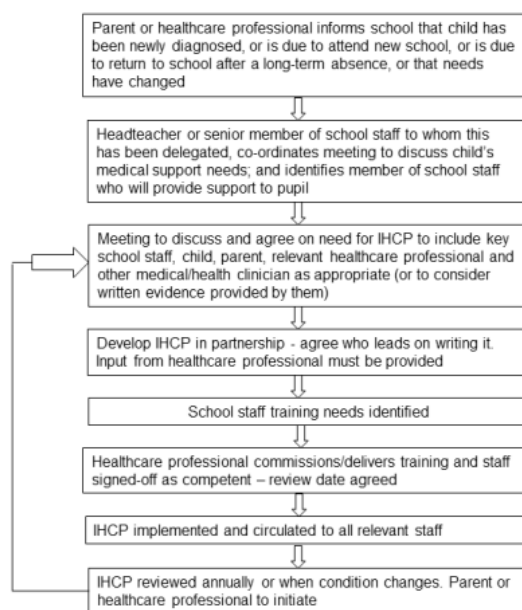 Parent or healthcare professional informs school that child has
been newly diagnosed, or is due to attend new school, or is due
to return to school after a long-term absence, or that needs
have changed
Headteacher or senior member of school staff to whom this
has been delegated, co-ordinates meeting to discuss child's
medical support needs; and identifies member of school staff
who will provide support to pupil
Meeting to discuss and agree on need for IHCP to include key
school staff, child, parent, relevant healthcare professional and
other medical/health clinician as appropriate (or to consider
written evidence provided by them)
Develop IHCP in partnership - agree who leads on writing it.
Input from healthcare professional must be provided
School staff training needs identified
Healthcare professional commissions/delivers training and staff
signed-off as competent – review date agreed
IHCP implemented and circulated to all relevant staff
IHCP reviewed annually or when condition changes. Parent or
healthcare professional to initiate